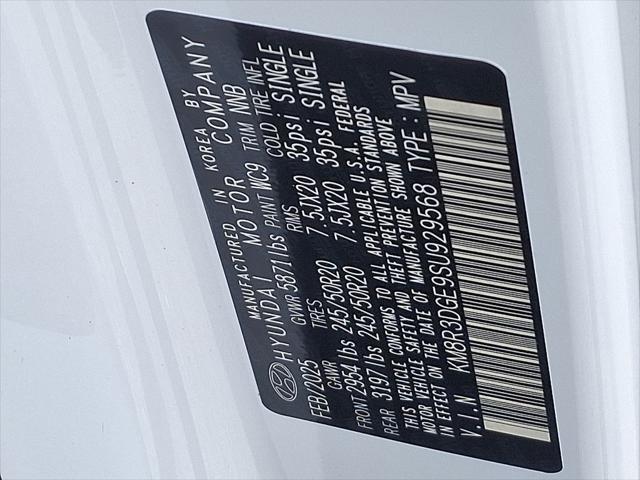 MANUFACTURED IN KOREA BY
HYUNDAI MOTOR COMPANY
FEB/2025 GVWR 5871 lbs PAINT WC9 TRIM NNB
GAWR TIRES RIMS COLD TIRE INFL
FRONT 2954 lbs 245/50R20 7.5JX20 35psi SINGLE
REAR 3197 lbs 245/50R20 7.5JX20 35psi SINGLE
THIS VEHICLE CONFORMS TO ALL APPLICABLE U.S.A. FEDERAL
MOTOR VEHICLE SAFETY AND THEFT PREVENTION STANDARDS
IN EFFECT ON THE DATE OF MANUFACTURE SHOWN ABOVE
V.I.N KM8R3DGE9SU929568 TYPE : MPV